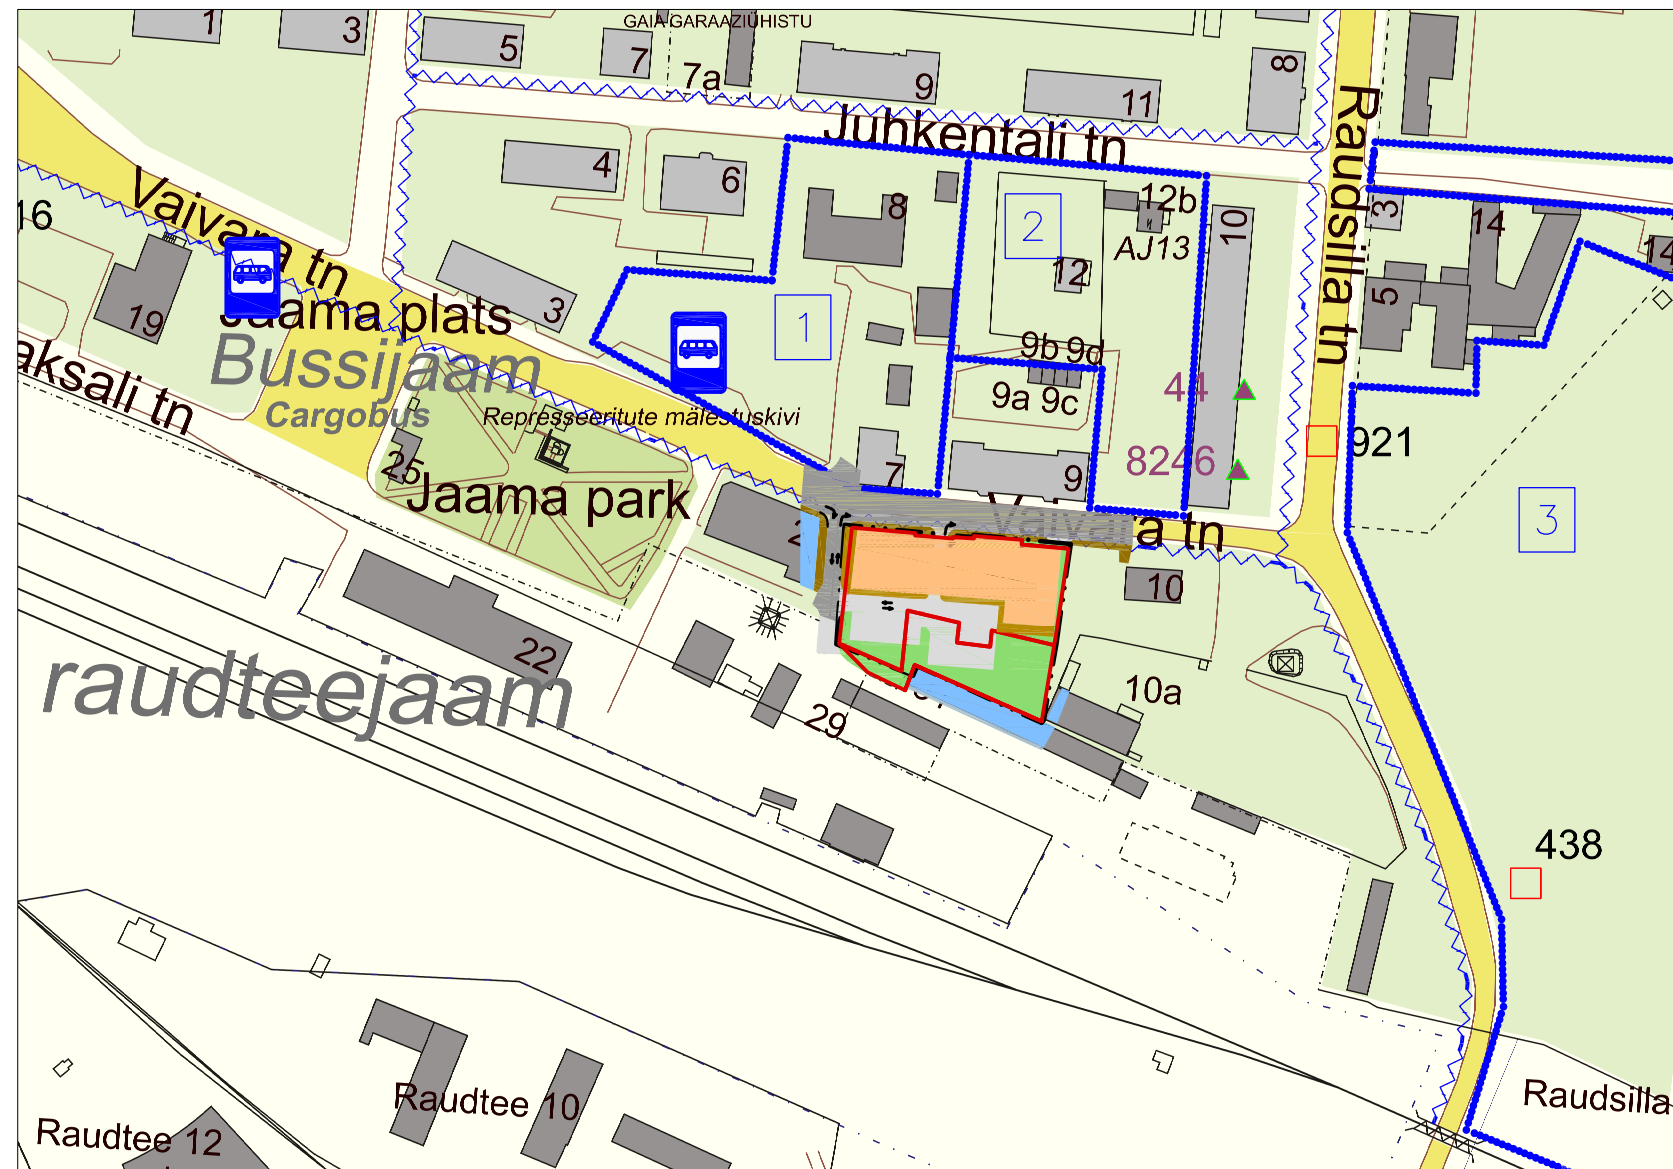 GAIA GARAAZIÜHISTU
1
3
5
7
7a
9
11
8
Juhkentali tn
Raudsilla tn
4
6
8
2
12b
AJ13
10
3
14
14
16
Vaivara tn
12
5
19
Jaama plats
3
1
aksali tn
Bussijaam
Cargobus
Represseeritute mälestuskivi
9b 9d
9a 9c
44
8246
921
25
Jaama park
7
9
Vaivara tn
3
10
22
raudteejaam
29
10a
438
Raudtee 10
Raudtee 12
Raudsilla